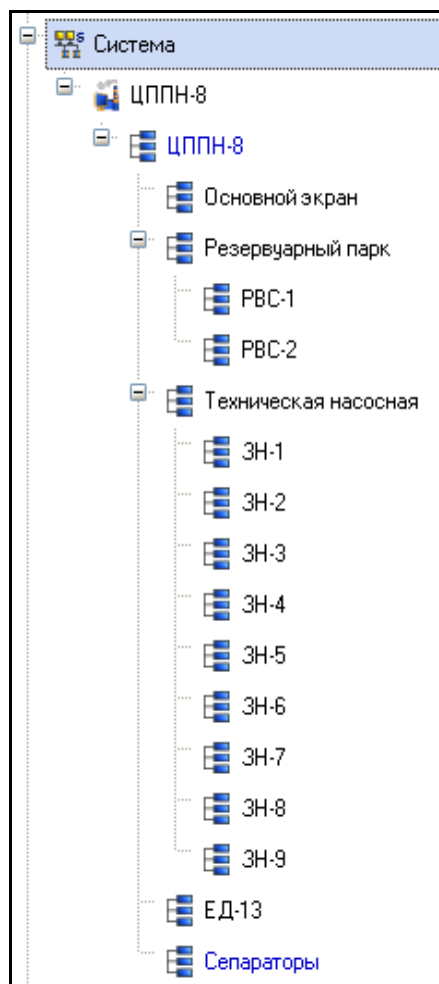 Система
ЦППН-8
ЦППН-8
Основной экран
Резервуарный парк
РВС-1
РВС-2
Техническая насосная
ЗН-1
ЗН-2
ЗН-3
ЗН-4
ЗН-5
ЗН-6
ЗН-7
ЗН-8
ЗН-9
ЕД-13
Сепараторы